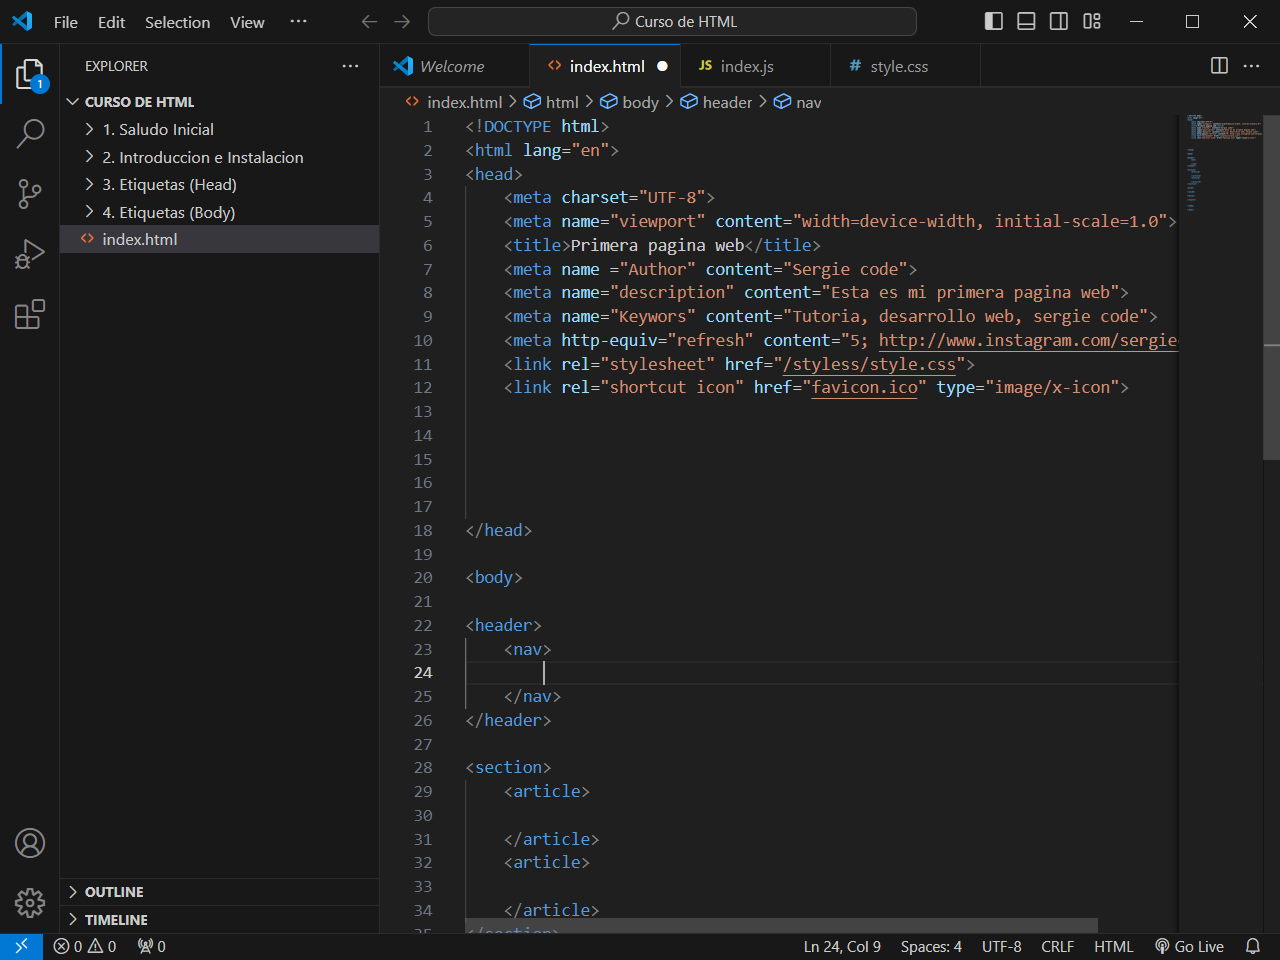 File Edit Selection View ··· Curso de HTML
EXPLORER ···
CURSO DE HTML
1. Saludo Inicial
2. Introduccion e Instalacion
3. Etiquetas (Head)
4. Etiquetas (Body)
index.html
OUTLINE
TIMELINE
1
Welcome index.html index.js style.css
JS #
index.html > html > body > header > nav
1 <!DOCTYPE html>
2 <html lang="en">
3 <head>
4 <meta charset="UTF-8">
5 <meta name="viewport" content="width=device-width, initial-scale=1.0">
6 <title>Primera pagina web</title>
7 <meta name ="Author" content="Sergie code">
8 <meta name="description" content="Esta es mi primera pagina web">
9 <meta name="Keywors" content="Tutoria, desarrollo web, sergie code">
10 <meta http-equiv="refresh" content="5; http://www.instagram.com/sergie
11 <link rel="stylesheet" href="/styless/style.css">
12 <link rel="shortcut icon" href="favicon.ico" type="image/x-icon">
13
14
15
16
17
18 </head>
19
20 <body>
21
22 <header>
23 <nav>
24
25 </nav>
26 </header>
27
28 <section>
29 <article>
30
31 </article>
32 <article>
33
34 </article>
35 </section>
0 0 0 Ln 24, Col 9 Spaces: 4 UTF-8 CRLF HTML Go Live